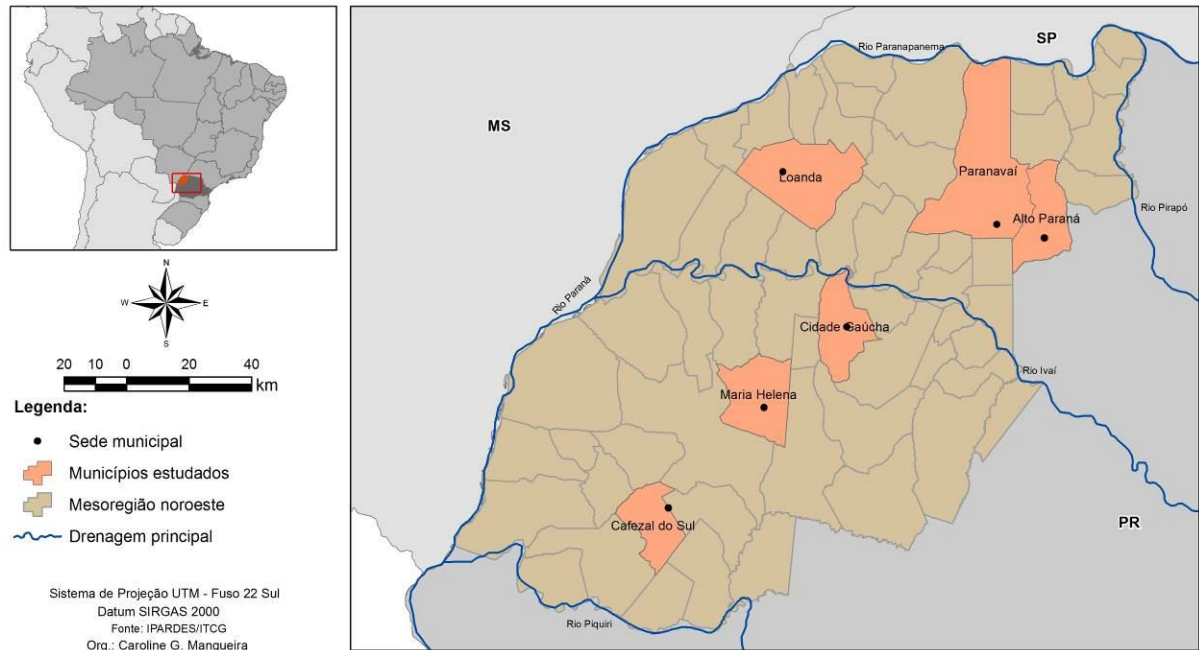 N
W
E
S
20 10 0 20 40
km
Legenda:
Sede municipal
Municípios estudados
Mesoregião noroeste
Drenagem principal
Sistema de Projeção UTM - Fuso 22 Sul
Datum SIRGAS 2000
Fonte: IPARDES/ITCG
Org.: Caroline G. Mangueira
SP
Rio Paranapanema
MS
Loanda
Paranavaí
Alto Paraná
Rio Pirapó
Rio Paraná
Cidade Gaúcha
Rio Ivaí
Maria Helena
Cafezal do Sul
PR
Rio Piquiri